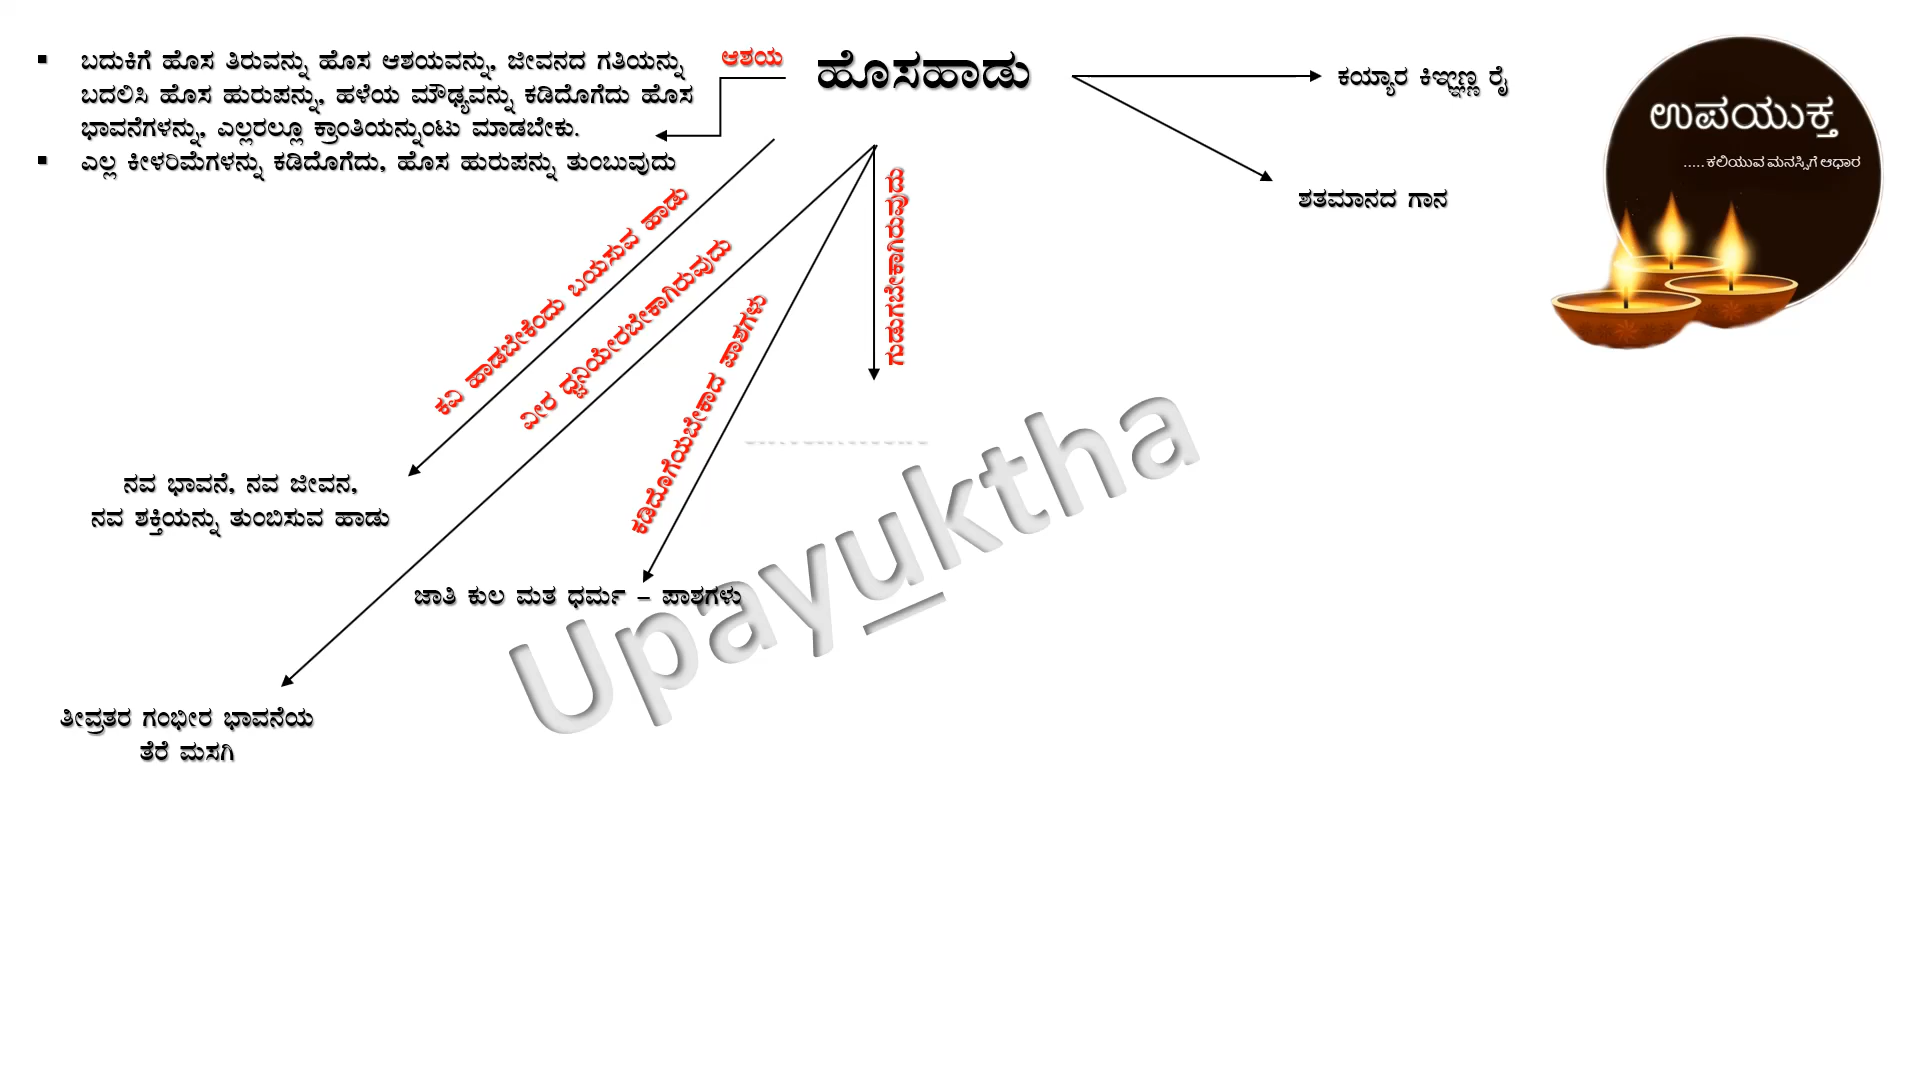 ಹೊಸಹಾಡು
ಆಶಯ
▪ ಬದುಕಿಗೆ ಹೊಸ ತಿರುವನ್ನು ಹೊಸ ಆಶಯವನ್ನು, ಜೀವನದ ಗತಿಯನ್ನು
ಬದಲಿಸಿ ಹೊಸ ಹುರುಪನ್ನು, ಹಳೆಯ ಮೌಢ್ಯವನ್ನು ಕಡಿದೊಗೆದು ಹೊಸ
ಭಾವನೆಗಳನ್ನು, ಎಲ್ಲರಲ್ಲೂ ಕ್ರಾಂತಿಯನ್ನುಂಟು ಮಾಡಬೇಕು.
▪ ಎಲ್ಲ ಕೀಳರಿಮೆಗಳನ್ನು ಕಡಿದೊಗೆದು, ಹೊಸ ಹುರುಪನ್ನು ತುಂಬುವುದು
ಕಯ್ಯಾರ ಕಿಞ್ಞಣ್ಣ ರೈ
ಶತಮಾನದ ಗಾನ
ಉಪಯುಕ್ತ
.....ಕಲಿಯುವ ಮನಸ್ಸಿಗೆ ಆಧಾರ
ಕವಿ ಹಾಡಬೇಕೆಂದು ಬಯಸುವ ಹಾಡು
ನವ ಭಾವನೆ, ನವ ಜೀವನ,
ನವ ಶಕ್ತಿಯನ್ನು ತುಂಬಿಸುವ ಹಾಡು
ವೀರ ಧ್ವನಿಯೇರಬೇಕಾಗಿರುವುದು
ತೀವ್ರತರ ಗಂಭೀರ ಭಾವನೆಯ
ತೆರೆ ಮಸಗಿ
ಕಡಿದೊಗೆಯಬೇಕಾದ ಪಾಶಗಳು
ಜಾತಿ ಕುಲ ಮತ ಧರ್ಮ – ಪಾಶಗಳು
ಗುಡುಗಬೇಕಾಗಿರುವುದು
Upayuktha